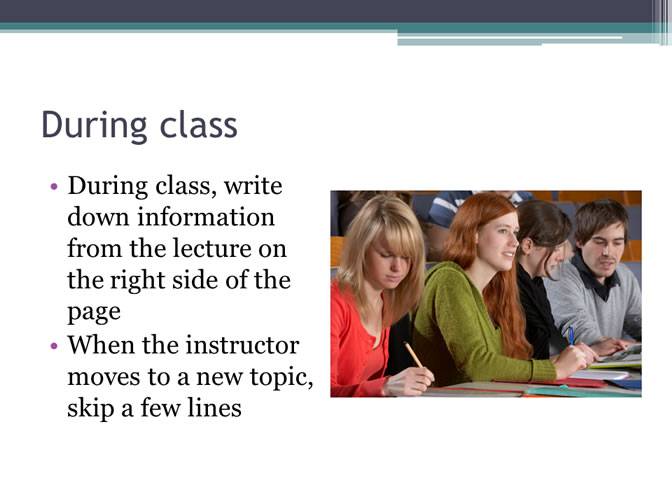 During class
• During class, write
down information
from the lecture on
the right side of the
page
• When the instructor
moves to a new topic,
skip a few lines